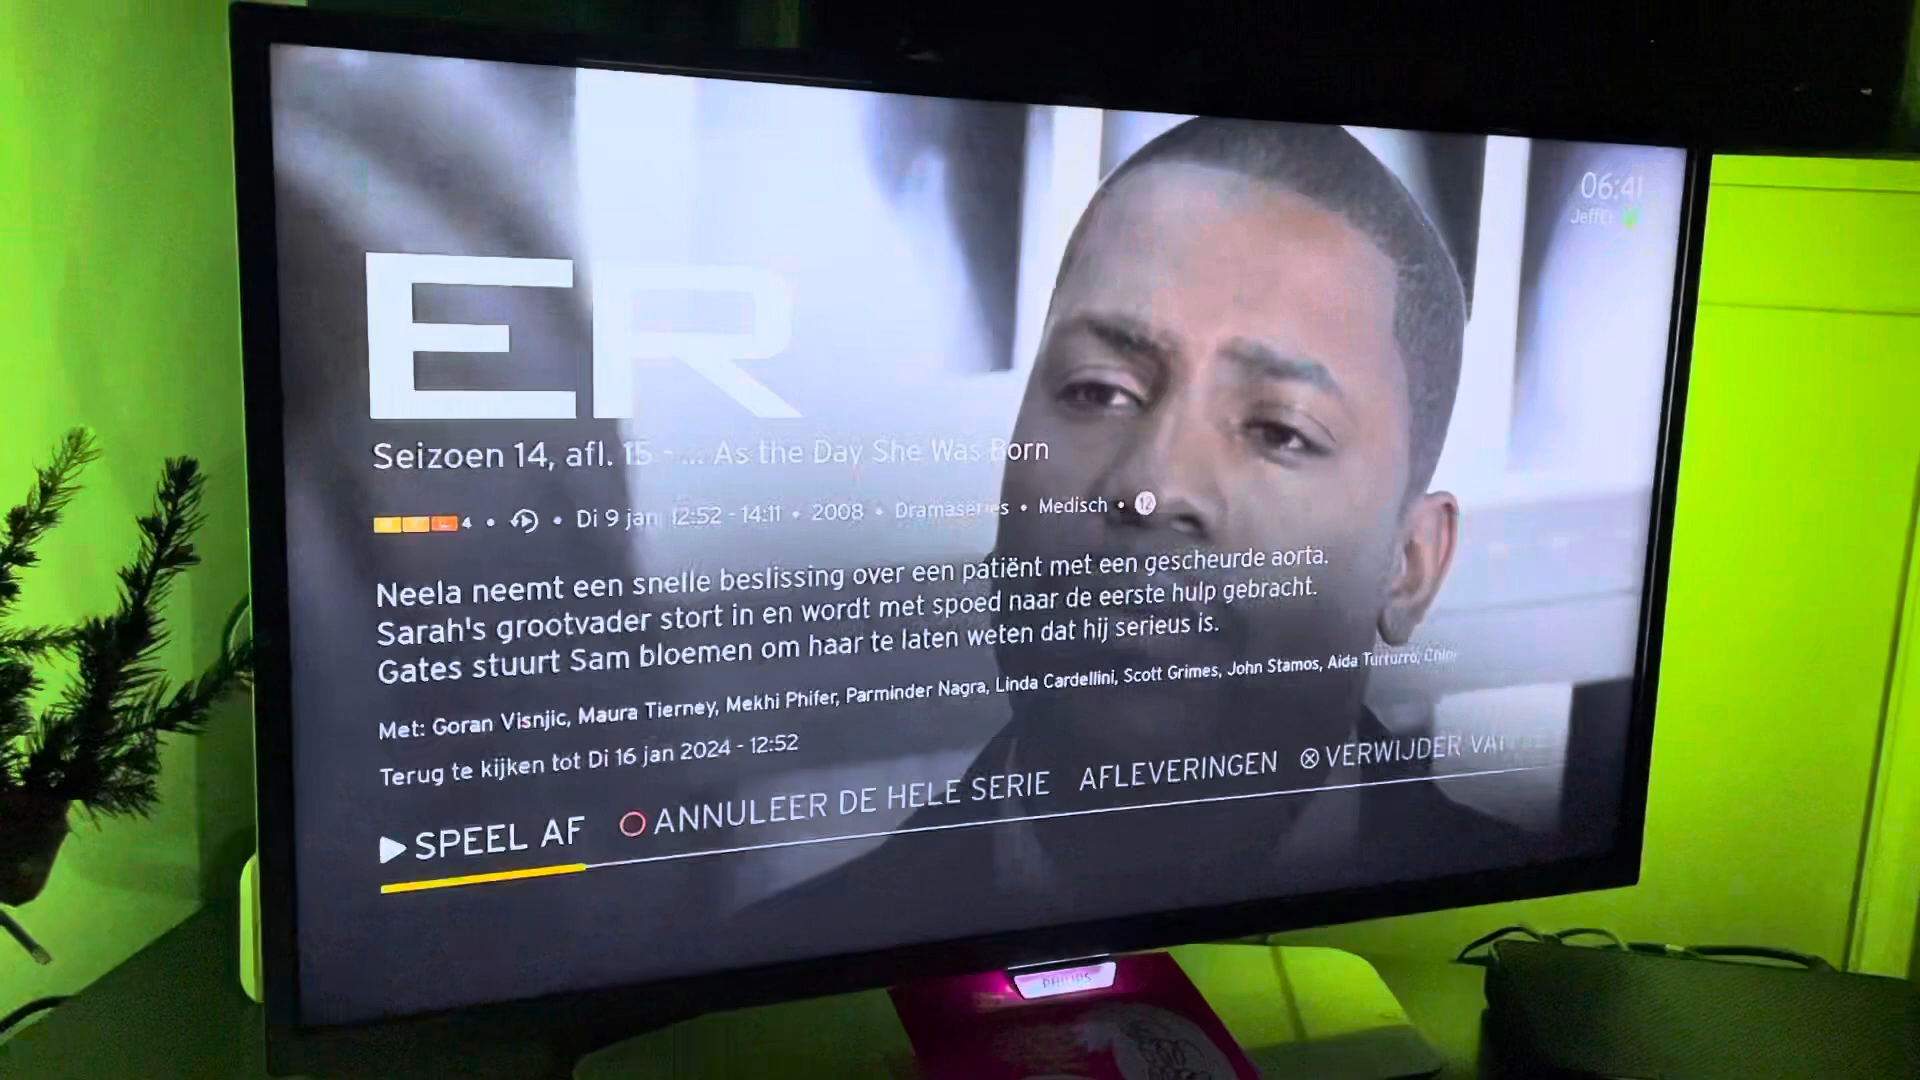 06:41
ER
Seizoen 14, afl. 15 - ... As the Day She Was Born
RTL 4 • • Di 9 jan 12:52 - 14:11 • 2008 • Dramaseries • Medisch • 12
Neela neemt een snelle beslissing over een patiënt met een gescheurde aorta.
Sarah's grootvader stort in en wordt met spoed naar de eerste hulp gebracht.
Gates stuurt Sam bloemen om haar te laten weten dat hij serieus is.
Met: Goran Visnjic, Maura Tierney, Mekhi Phifer, Parminder Nagra, Linda Cardellini, Scott Grimes, John Stamos, Aida Turturro,
Terug te kijken tot Di 16 jan 2024 - 12:52
SPEEL AF ANNULEER DE HELE SERIE AFLEVERINGEN VERWIJDER
PHILIPS